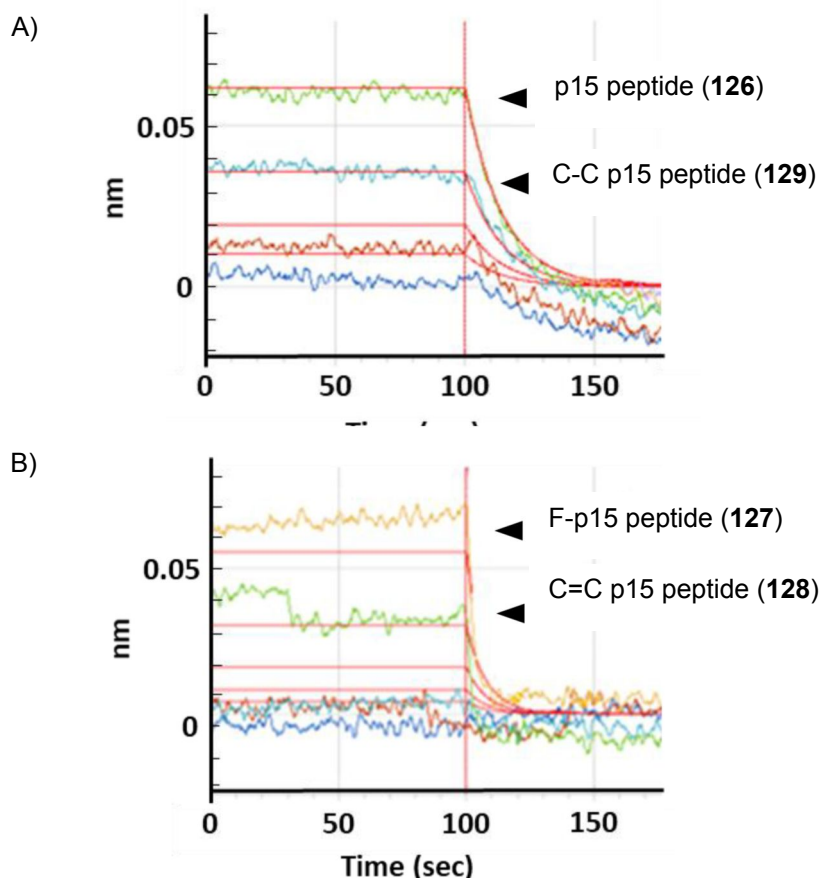 A)
p15 peptide (126)
0.05
C-C p15 peptide (129)
nm
0
0 50 100 150
B)
F-p15 peptide (127)
0.05
C=C p15 peptide (128)
nm
0
0 50 100 150
Time (sec)